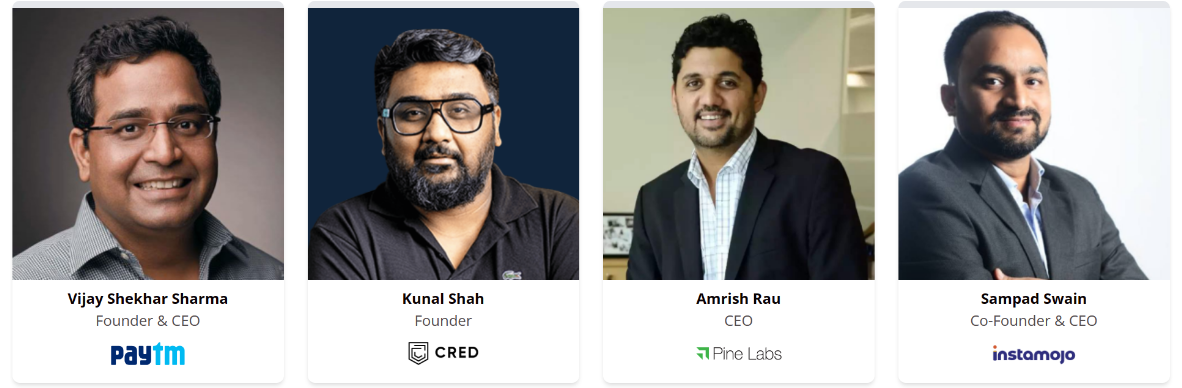 Vijay Shekhar Sharma
Founder & CEO
paytm
Kunal Shah
Founder
CRED
Amrish Rau
CEO
Pine Labs
Sampad Swain
Co-Founder & CEO
instamojo